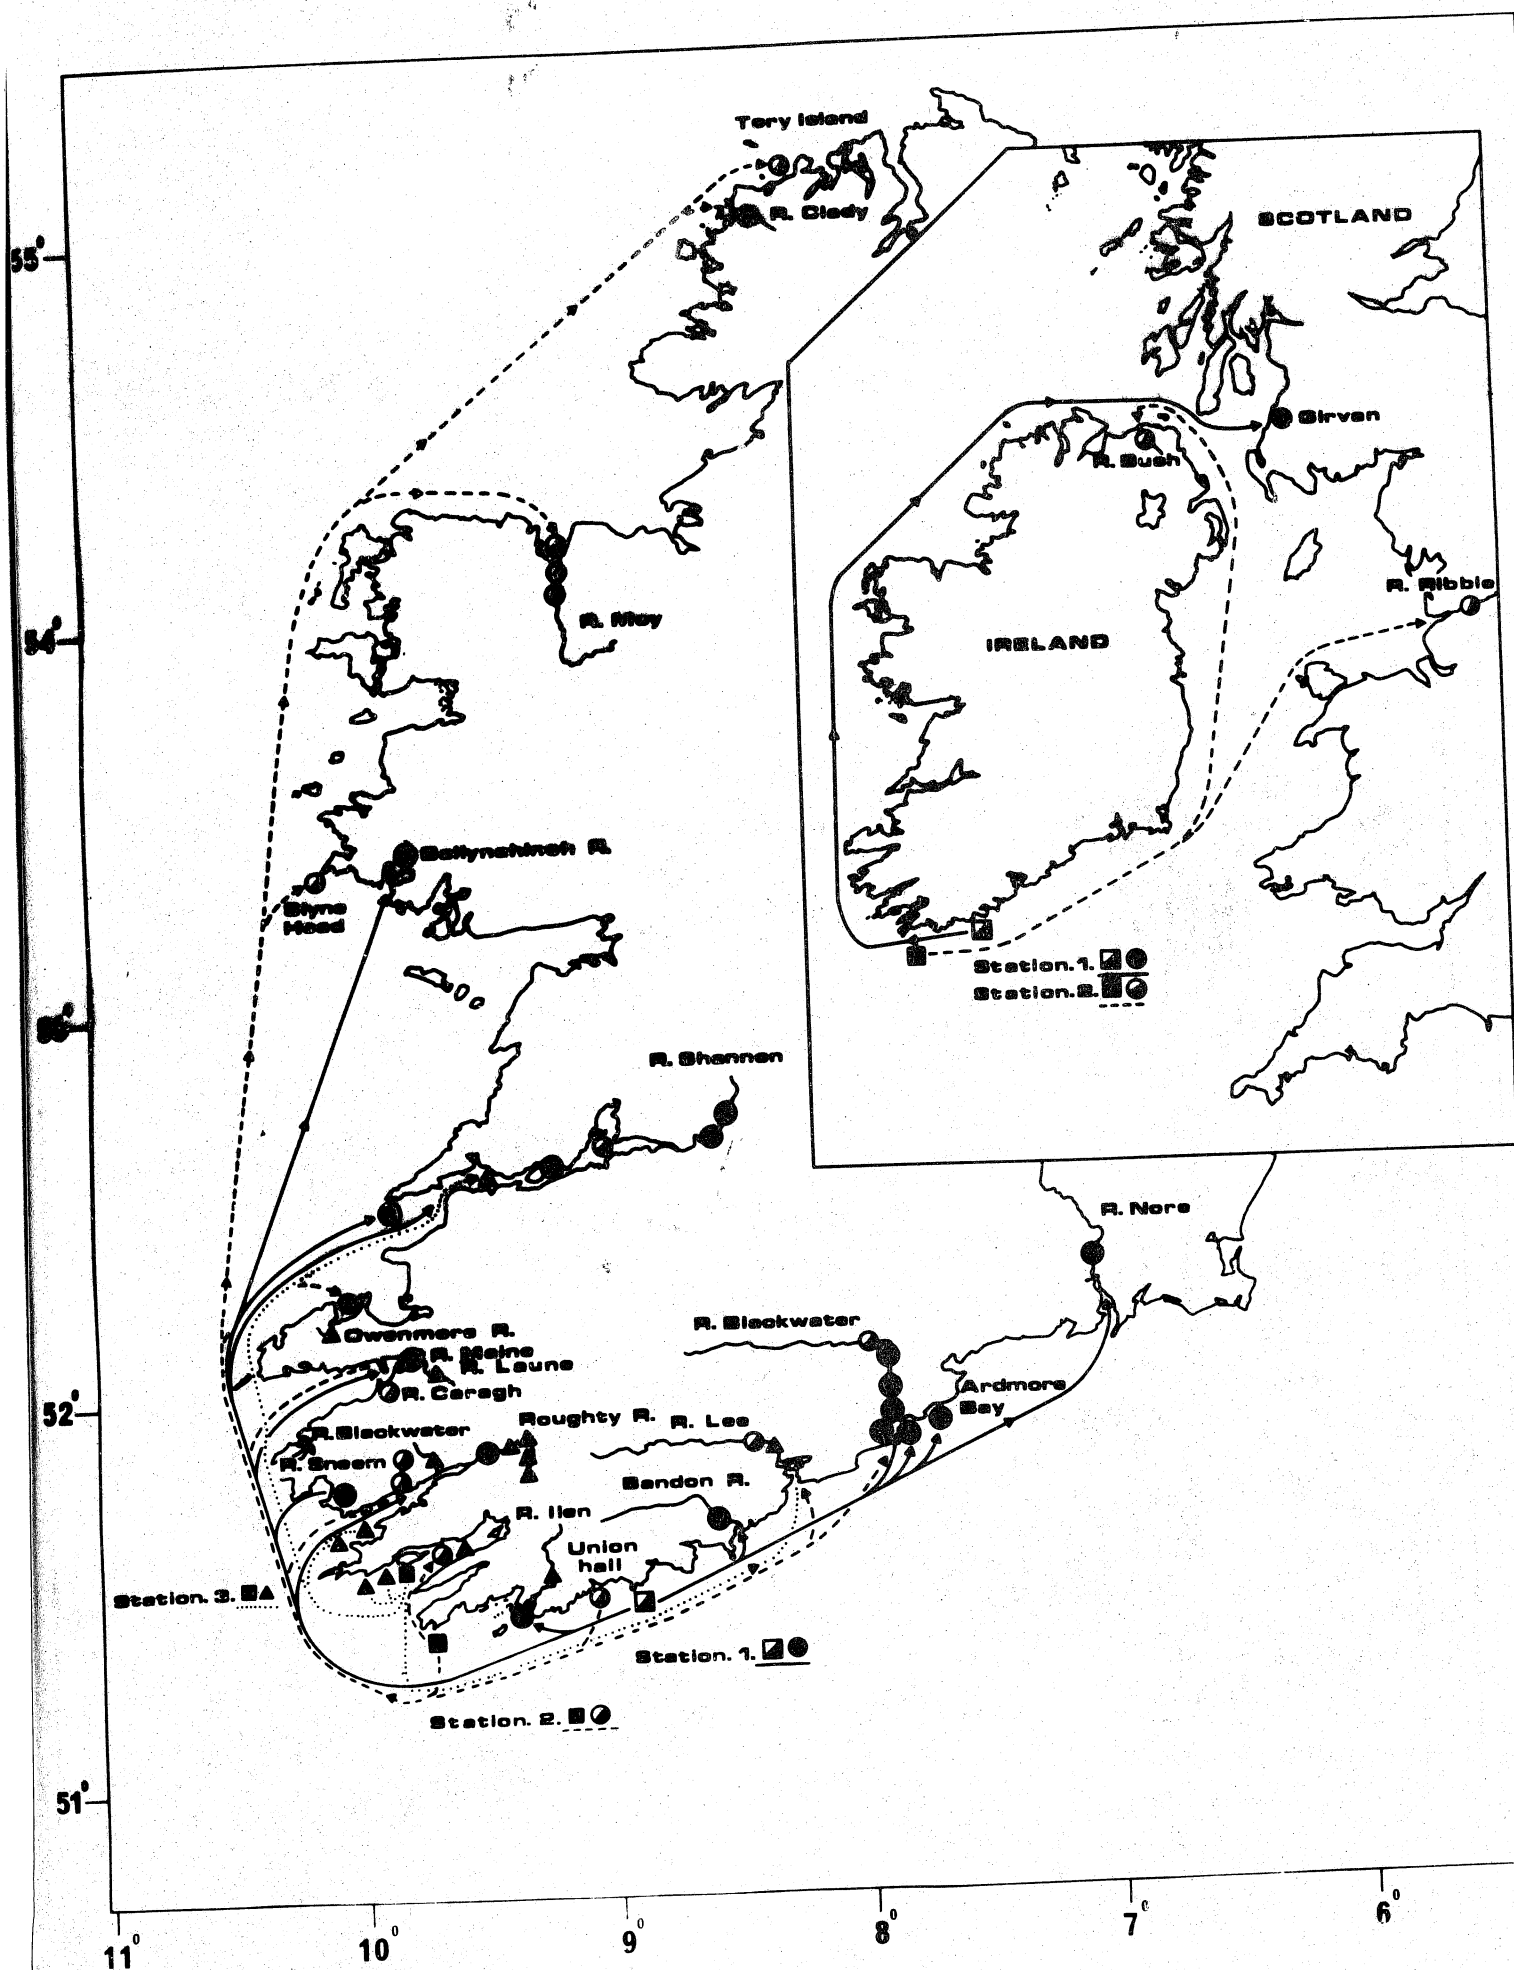 Tory Island
R. Clady
55°
SCOTLAND
Girvan
R. Bush
R. Ribble
R. Moy
54°
IRELAND
Ballynahinch R.
Slyne
Head
Station. 1.
Station. 2.
53°
R. Shannon
R. Nore
R. Blackwater
Owenmore R.
R. Maine
R. Laune
R. Caragh
Ardmore
Bay
52°
Roughty R.
R. Lee
R. Blackwater
R. Sneem
Bandon R.
R. Ilen
Union
hall
Station. 3.
Station. 1.
Station. 2.
51°
11°
10°
9°
8°
7°
6°